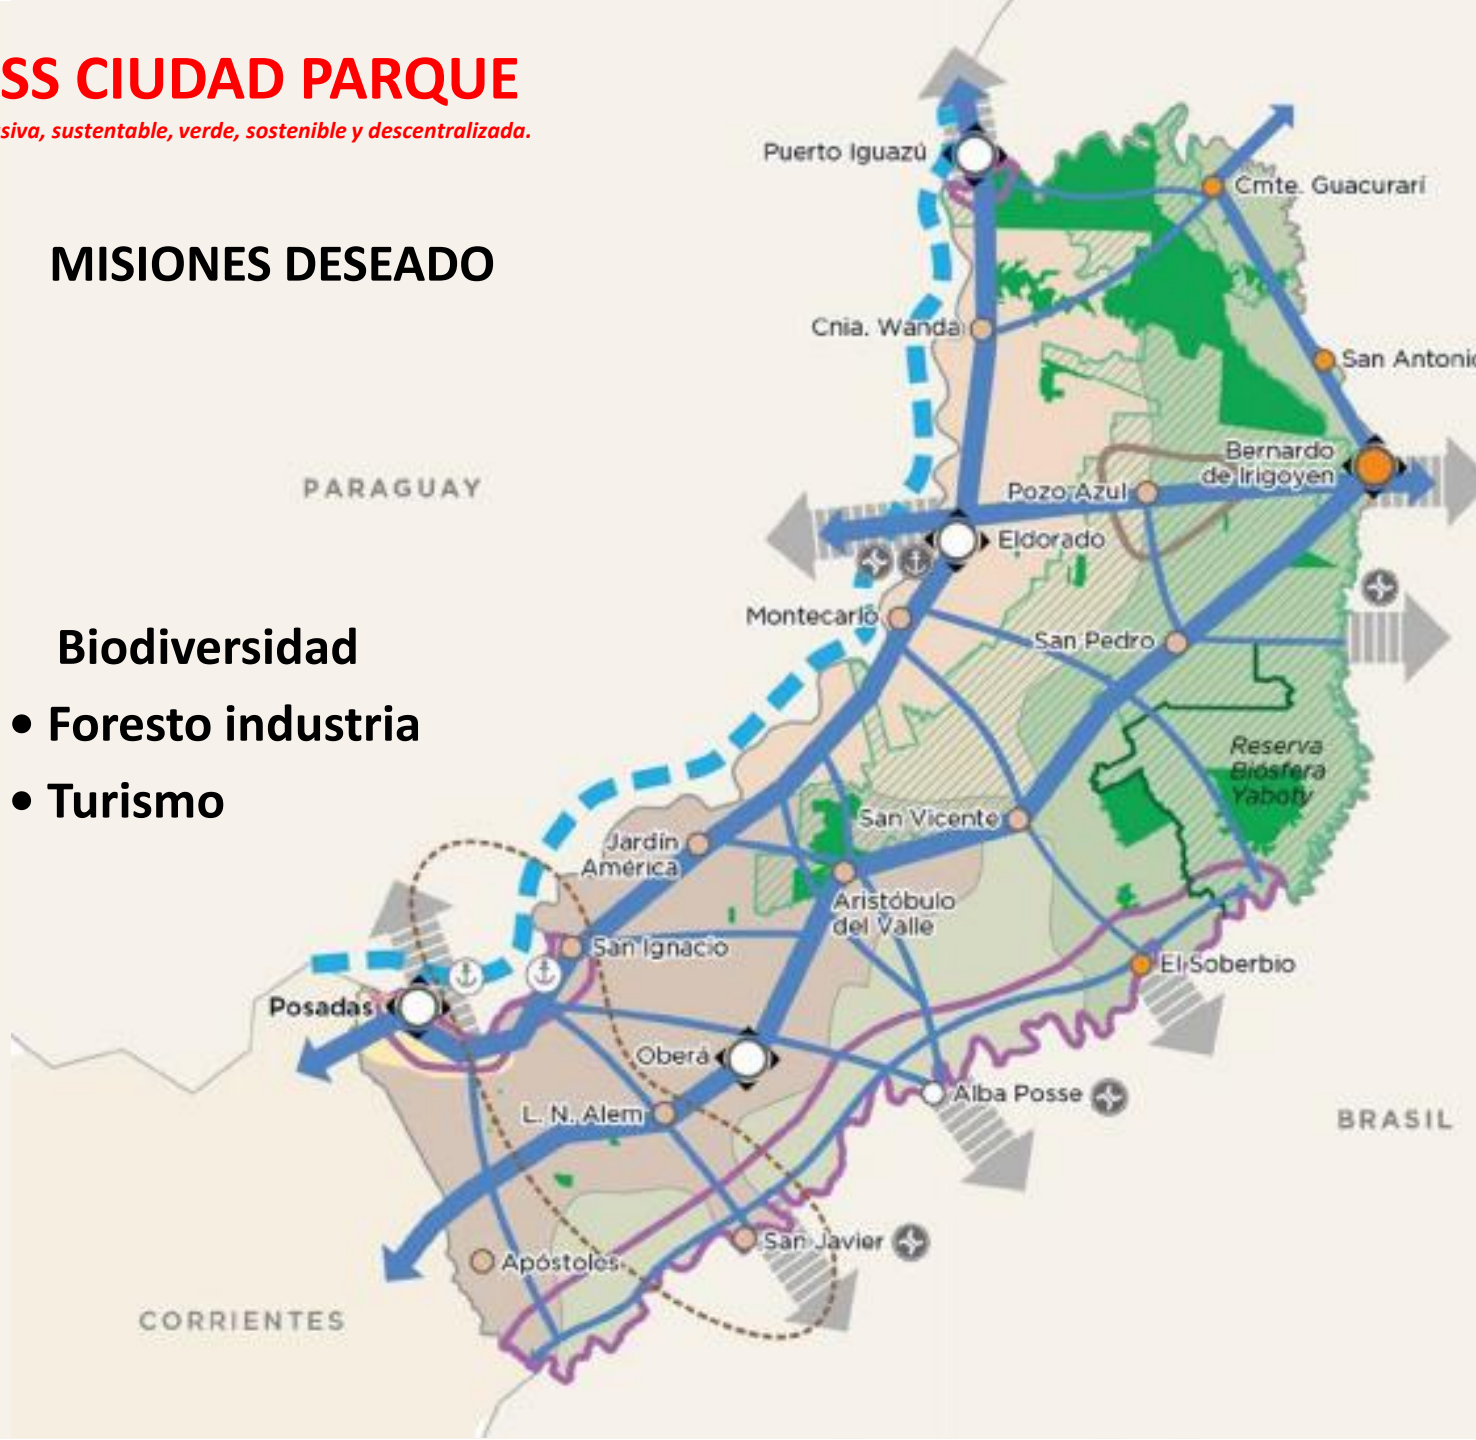 SS CIUDAD PARQUE
siva, sustentable, verde, sostenible y descentralizada.
MISIONES DESEADO
Puerto Iguazú
Cmte. Guacurarí
Cnia. Wanda
San Antonio
PARAGUAY
Bernardo
de Irigoyen
Pozo Azul
Eldorado
Montecarlo
San Pedro
Biodiversidad
• Foresto industria
• Turismo
Reserva
Biósfera
Yaboty
San Vicente
Jardín
América
Aristóbulo
del Valle
San Ignacio
El Soberbio
Posadas
Oberá
Alba Posse
L. N. Alem
BRASIL
San Javier
Apóstoles
CORRIENTES